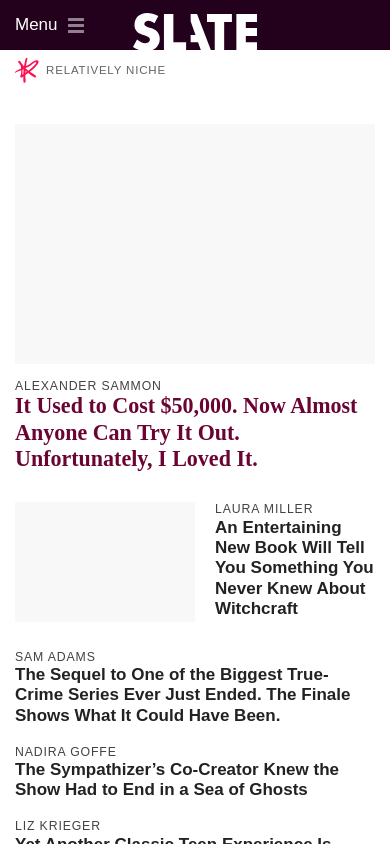 Menu
SLATE
RELATIVELY NICHE
ALEXANDER SAMMON
It Used to Cost $50,000. Now Almost
Anyone Can Try It Out.
Unfortunately, I Loved It.
LAURA MILLER
An Entertaining
New Book Will Tell
You Something You
Never Knew About
Witchcraft
SAM ADAMS
The Sequel to One of the Biggest True-
Crime Series Ever Just Ended. The Finale
Shows What It Could Have Been.
NADIRA GOFFE
The Sympathizer’s Co-Creator Knew the
Show Had to End in a Sea of Ghosts
LIZ KRIEGER
Yet Another Classic Teen Experience Is